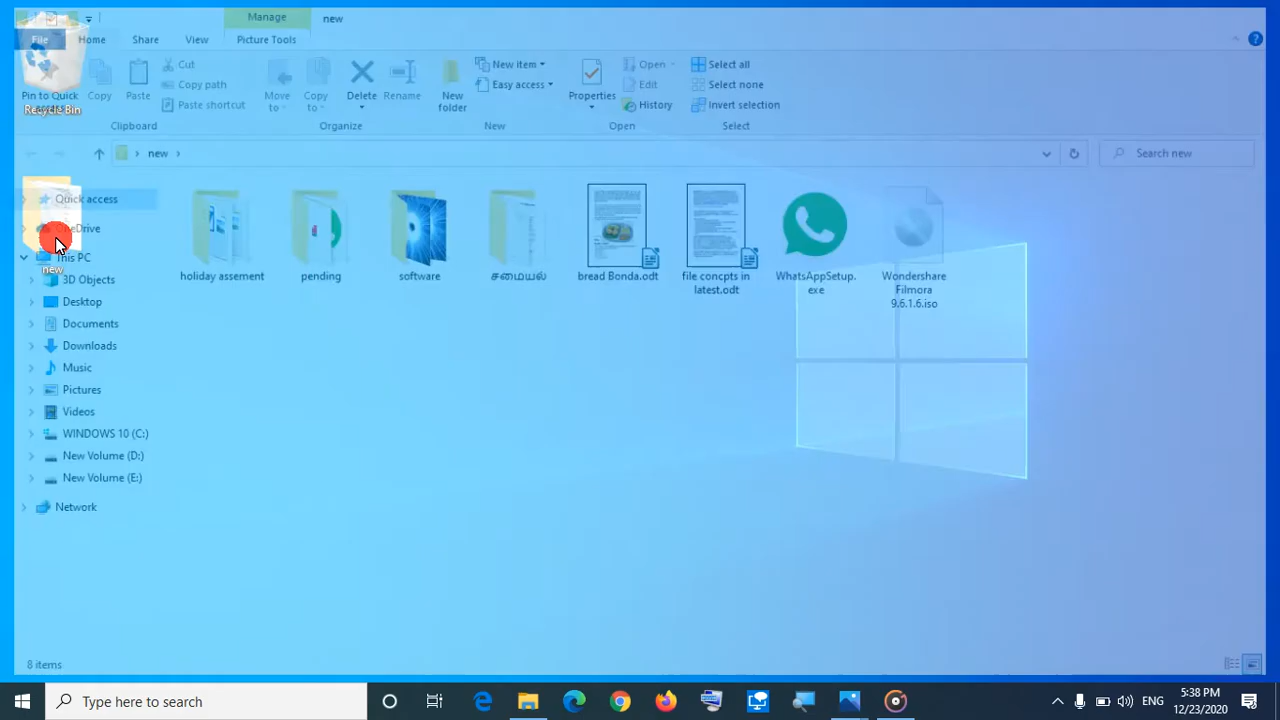 Manage new
File Home Share View Picture Tools
Cut
Copy path
Paste shortcut
Pin to Quick
access
Copy
Paste
Recycle Bin
Move
to
Copy
to
Delete
Rename
New
folder
New item
Easy access
Properties
Open
Edit
History
Select all
Select none
Invert selection
Clipboard Organize New Open Select
new
Search new
Quick access
OneDrive
This PC
new
3D Objects
Desktop
Documents
Downloads
Music
Pictures
Videos
WINDOWS 10 (C:)
New Volume (D:)
New Volume (E:)
Network
holiday assement
pending
software
சமையல்
bread Bonda.odt
file concpts in
latest.odt
WhatsAppSetup.
exe
Wondershare
Filmora
9.6.1.6.iso
8 items
Type here to search
ENG
5:38 PM
12/23/2020